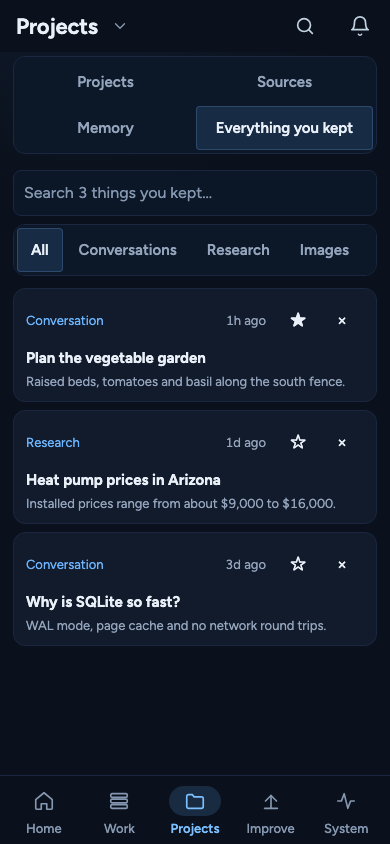 Projects
Projects
Sources
Memory
Everything you kept
Search 3 things you kept...
All
Conversations
Research
Images
Conversation
1h ago
Plan the vegetable garden
Raised beds, tomatoes and basil along the south fence.
Research
1d ago
Heat pump prices in Arizona
Installed prices range from about $9,000 to $16,000.
Conversation
3d ago
Why is SQLite so fast?
WAL mode, page cache and no network round trips.
Home
Work
Projects
Improve
System